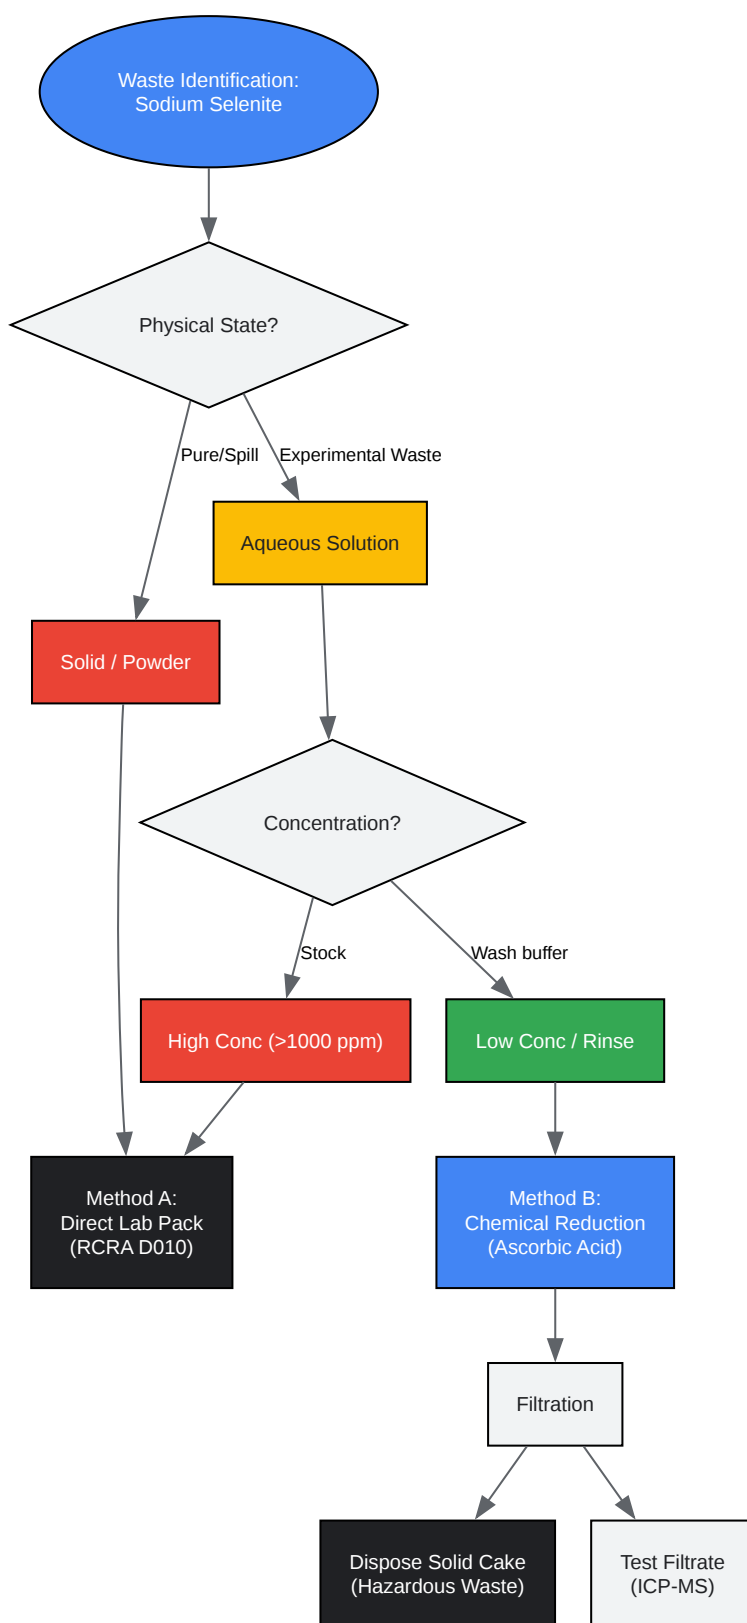 Waste Identification:
Sodium Selenite
Physical State?
Pure/Spill
Experimental Waste
Aqueous Solution
Solid / Powder
Concentration?
Stock
Wash buffer
High Conc (>1000 ppm)
Low Conc / Rinse
Method A:
Direct Lab Pack
(RCRA D010)
Method B:
Chemical Reduction
(Ascorbic Acid)
Filtration
Dispose Solid Cake
(Hazardous Waste)
Test Filtrate
(ICP-MS)